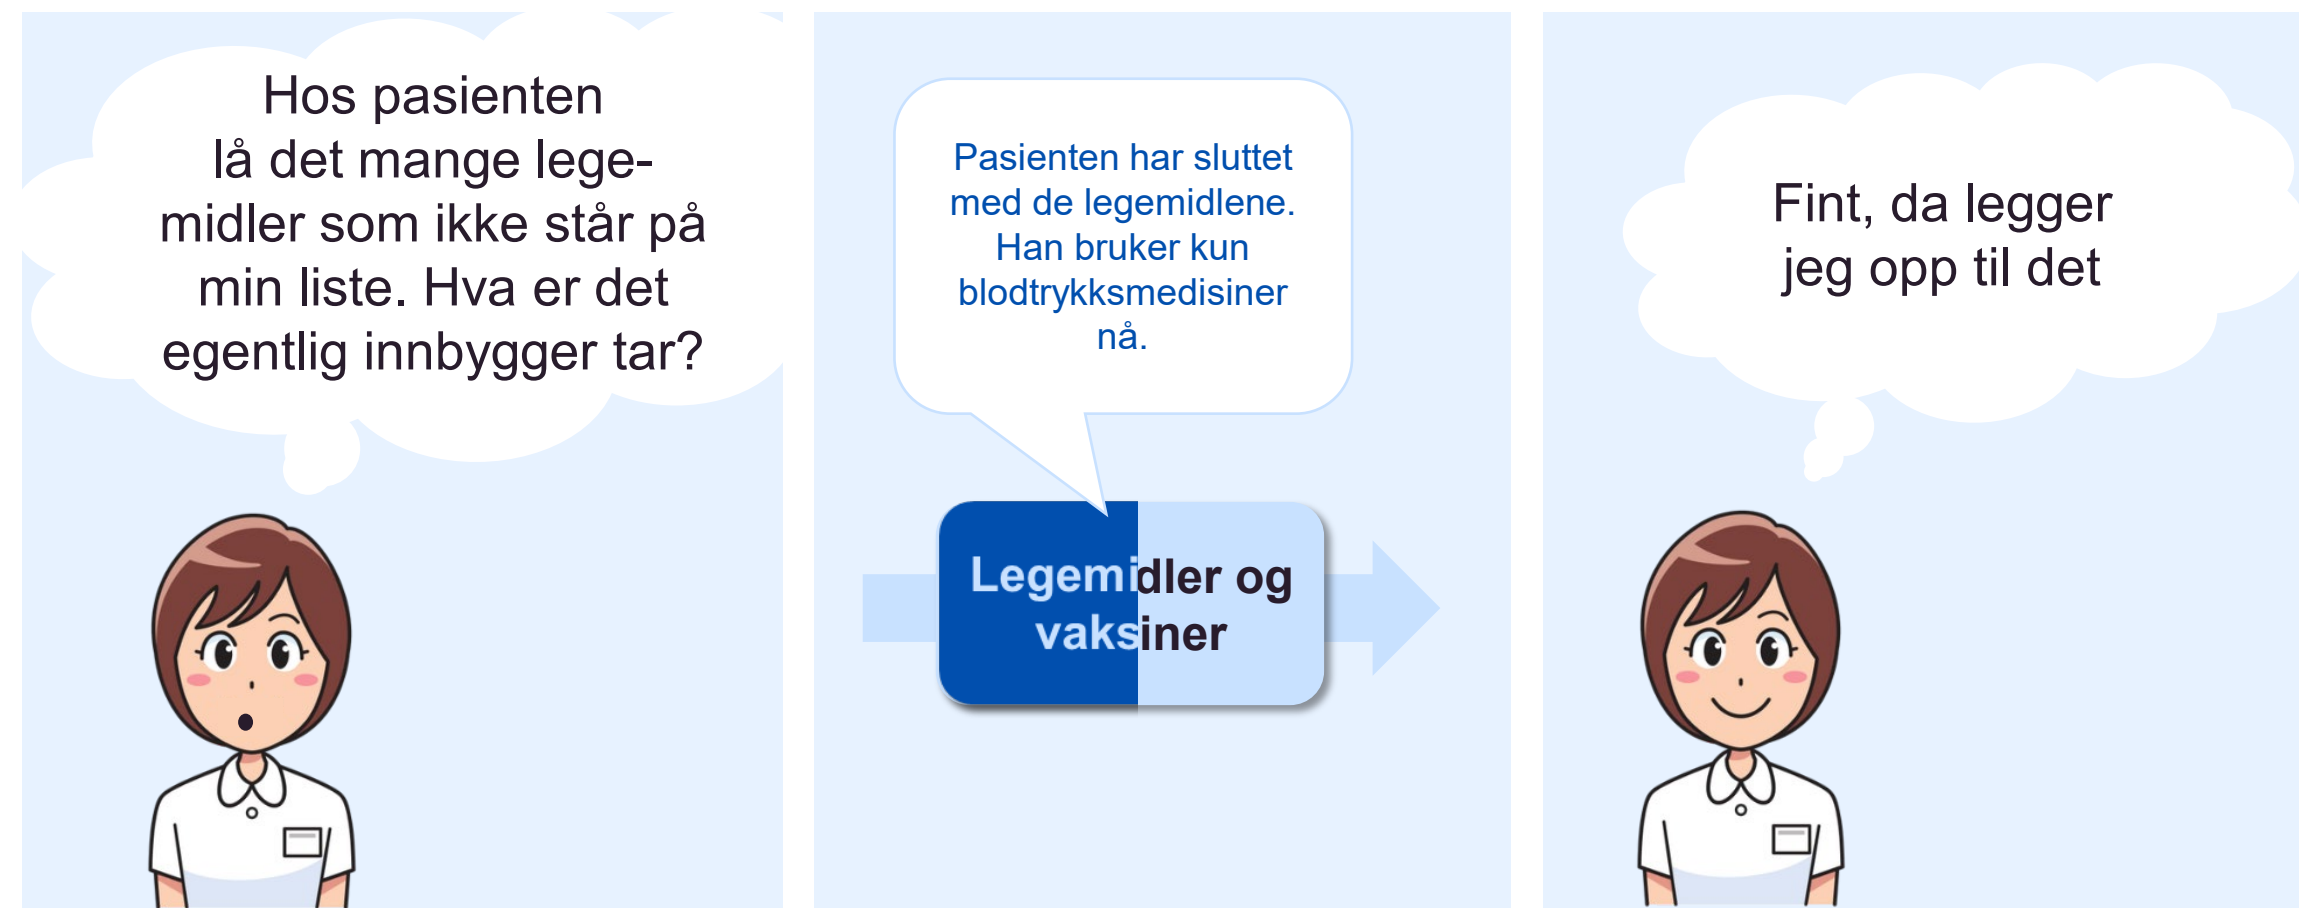 Hos pasienten
lå det mange lege-
midler som ikke står på
min liste. Hva er det
egentlig innbygger tar?
Pasienten har sluttet
med de legemidlene.
Han bruker kun
blodtrykksmedisiner
nå.
Legemidler og
vaksiner
Fint, da legger
jeg opp til det